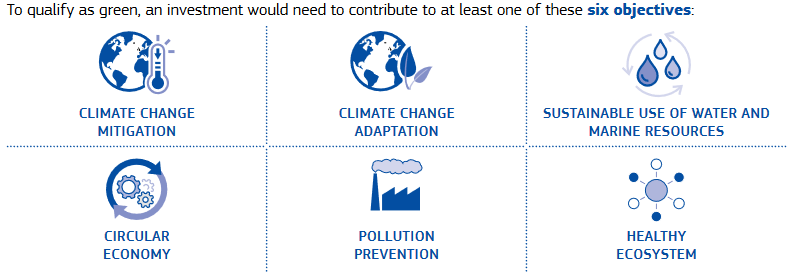 To qualify as green, an investment would need to contribute to at least one of these six objectives:
CLIMATE CHANGE
MITIGATION
CLIMATE CHANGE
ADAPTATION
SUSTAINABLE USE OF WATER AND
MARINE RESOURCES
CIRCULAR
ECONOMY
POLLUTION
PREVENTION
HEALTHY
ECOSYSTEM